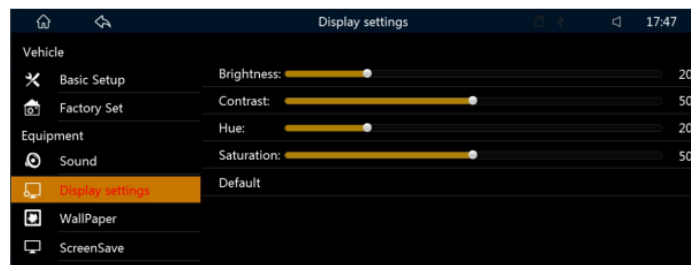 Display settings 17:47
Vehicle
Basic Setup
Factory Set
Equipment
Sound
Display settings
WallPaper
ScreenSave
Brightness: 20
Contrast: 50
Hue: 20
Saturation: 50
Default